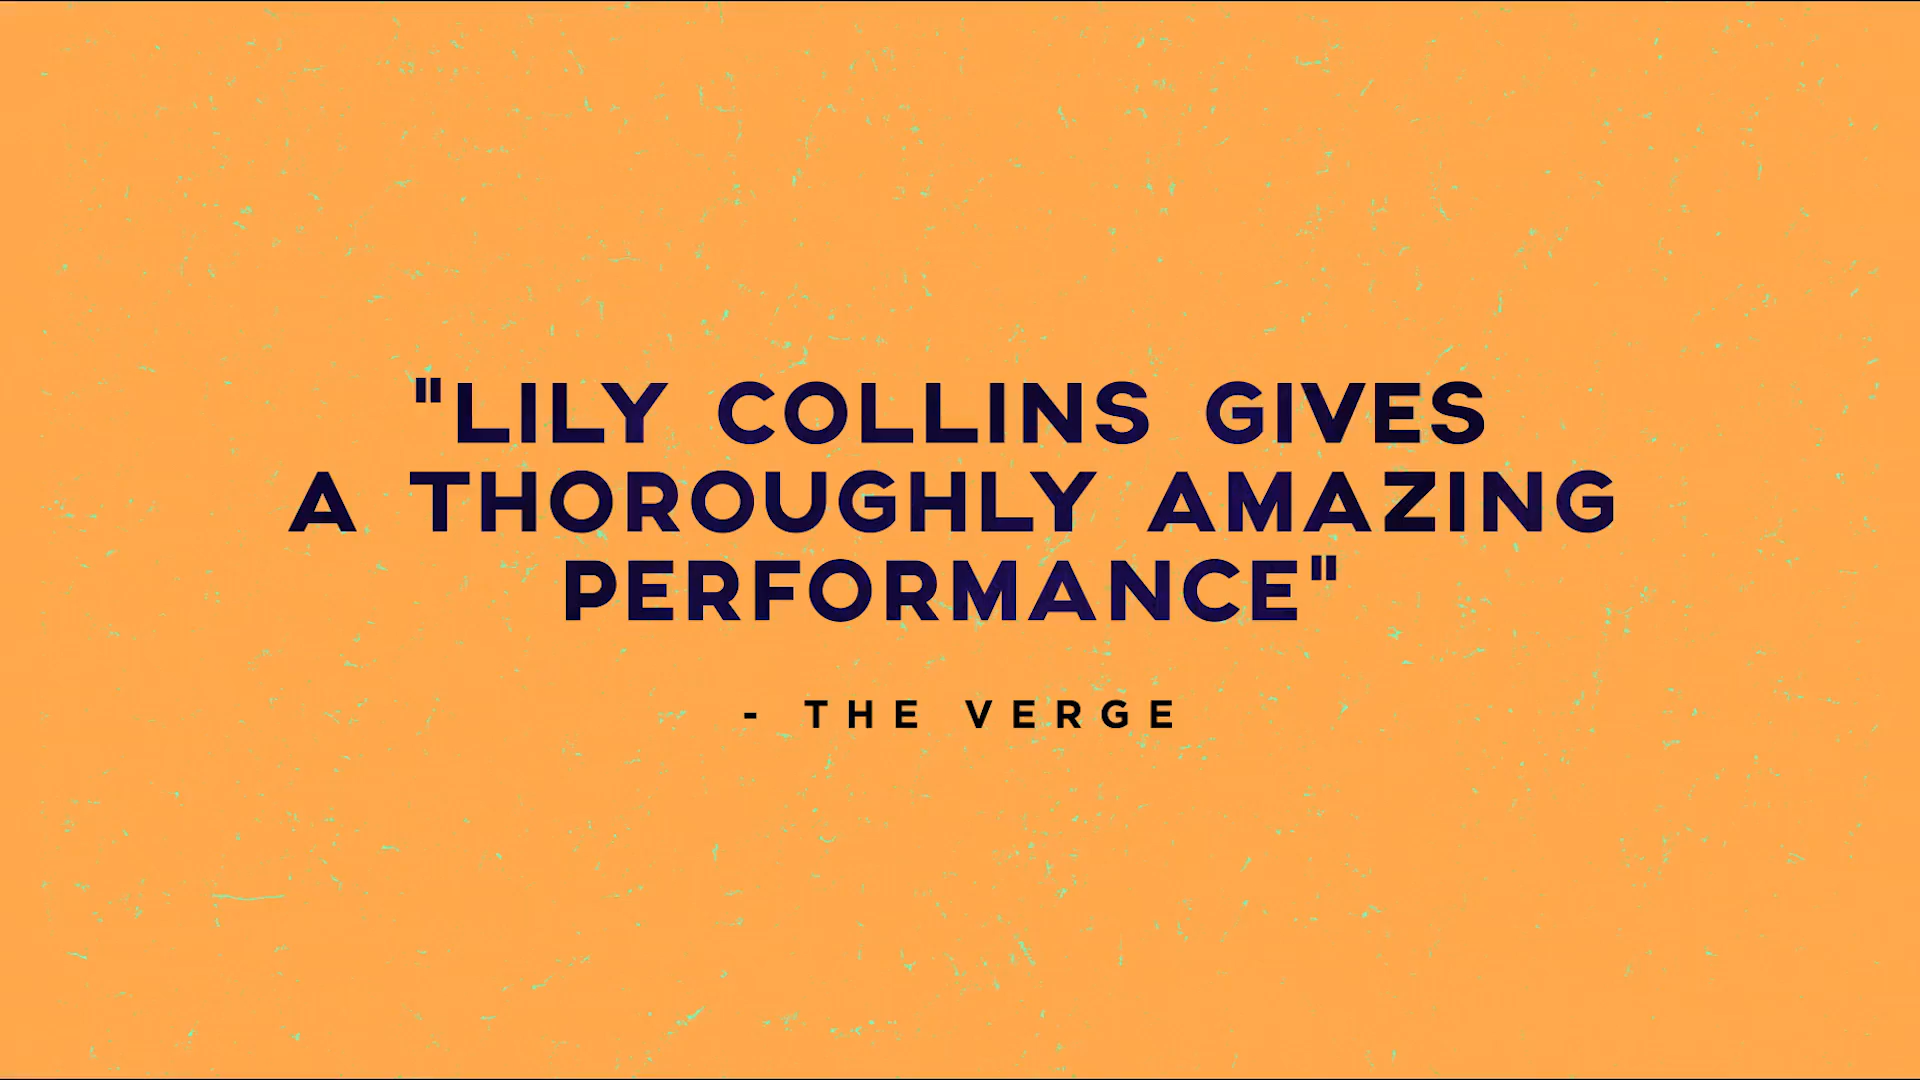 "LILY COLLINS GIVES
A THOROUGHLY AMAZING
PERFORMANCE"
- THE VERGE